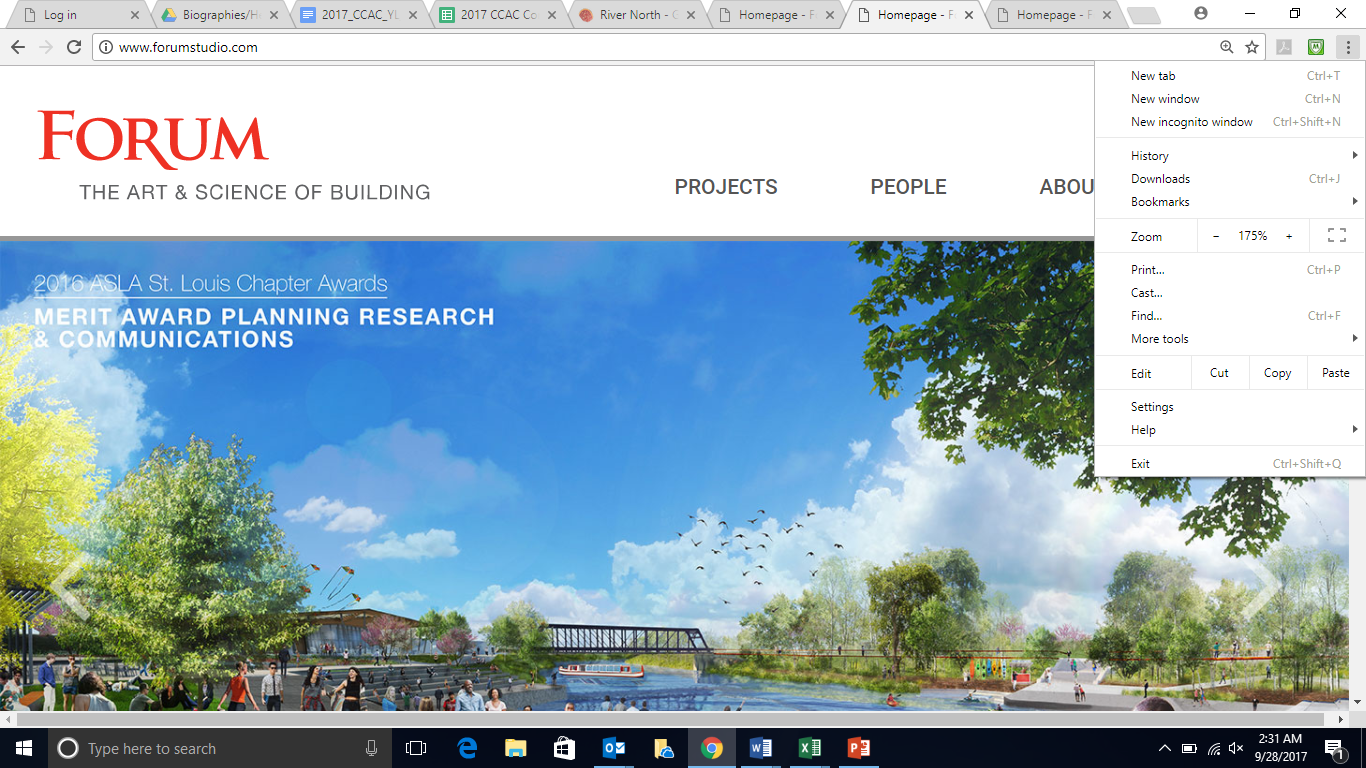 Log in
Biographies/He
2017_CCAC_YL
2017 CCAC Co
River North - G
Homepage - F
Homepage - F
Homepage - F
www.forumstudio.com
New tab Ctrl+T
New window Ctrl+N
New incognito window Ctrl+Shift+N
History
Downloads Ctrl+J
Bookmarks
Zoom − 175% +
Print... Ctrl+P
Cast...
Find... Ctrl+F
More tools
Edit Cut Copy Paste
Settings
Help
Exit Ctrl+Shift+Q
FORUM
THE ART & SCIENCE OF BUILDING
PROJECTS PEOPLE ABOU
2016 ASLA St. Louis Chapter Awards
MERIT AWARD PLANNING RESEARCH
& COMMUNICATIONS
Type here to search
2:31 AM
9/28/2017
1